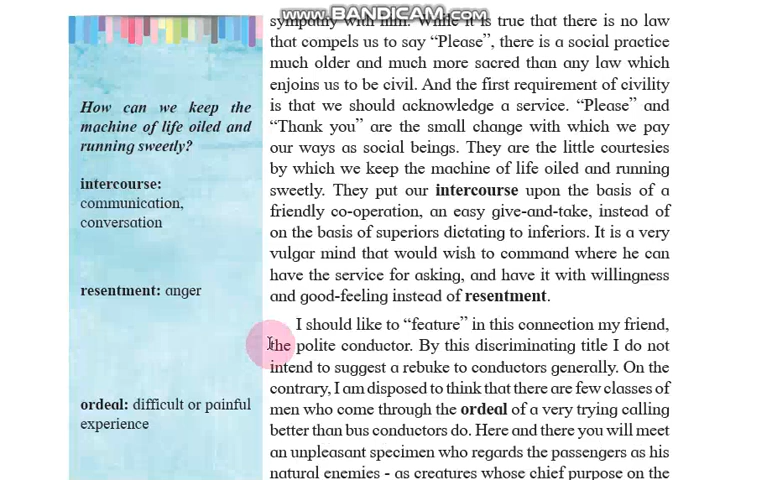 WWW.BANDICAM.COM
sympathy with him. While it is true that there is no law
that compels us to say “Please”, there is a social practice
much older and much more sacred than any law which
enjoins us to be civil. And the first requirement of civility
is that we should acknowledge a service. “Please” and
“Thank you” are the small change with which we pay
our ways as social beings. They are the little courtesies
by which we keep the machine of life oiled and running
sweetly. They put our intercourse upon the basis of a
friendly co-operation, an easy give-and-take, instead of
on the basis of superiors dictating to inferiors. It is a very
vulgar mind that would wish to command where he can
have the service for asking, and have it with willingness
and good-feeling instead of resentment.
I should like to “feature” in this connection my friend,
the polite conductor. By this discriminating title I do not
intend to suggest a rebuke to conductors generally. On the
contrary, I am disposed to think that there are few classes of
men who come through the ordeal of a very trying calling
better than bus conductors do. Here and there you will meet
an unpleasant specimen who regards the passengers as his
natural enemies - as creatures whose chief purpose on the
How can we keep the
machine of life oiled and
running sweetly?
intercourse:
communication,
conversation
resentment: anger
ordeal: difficult or painful
experience